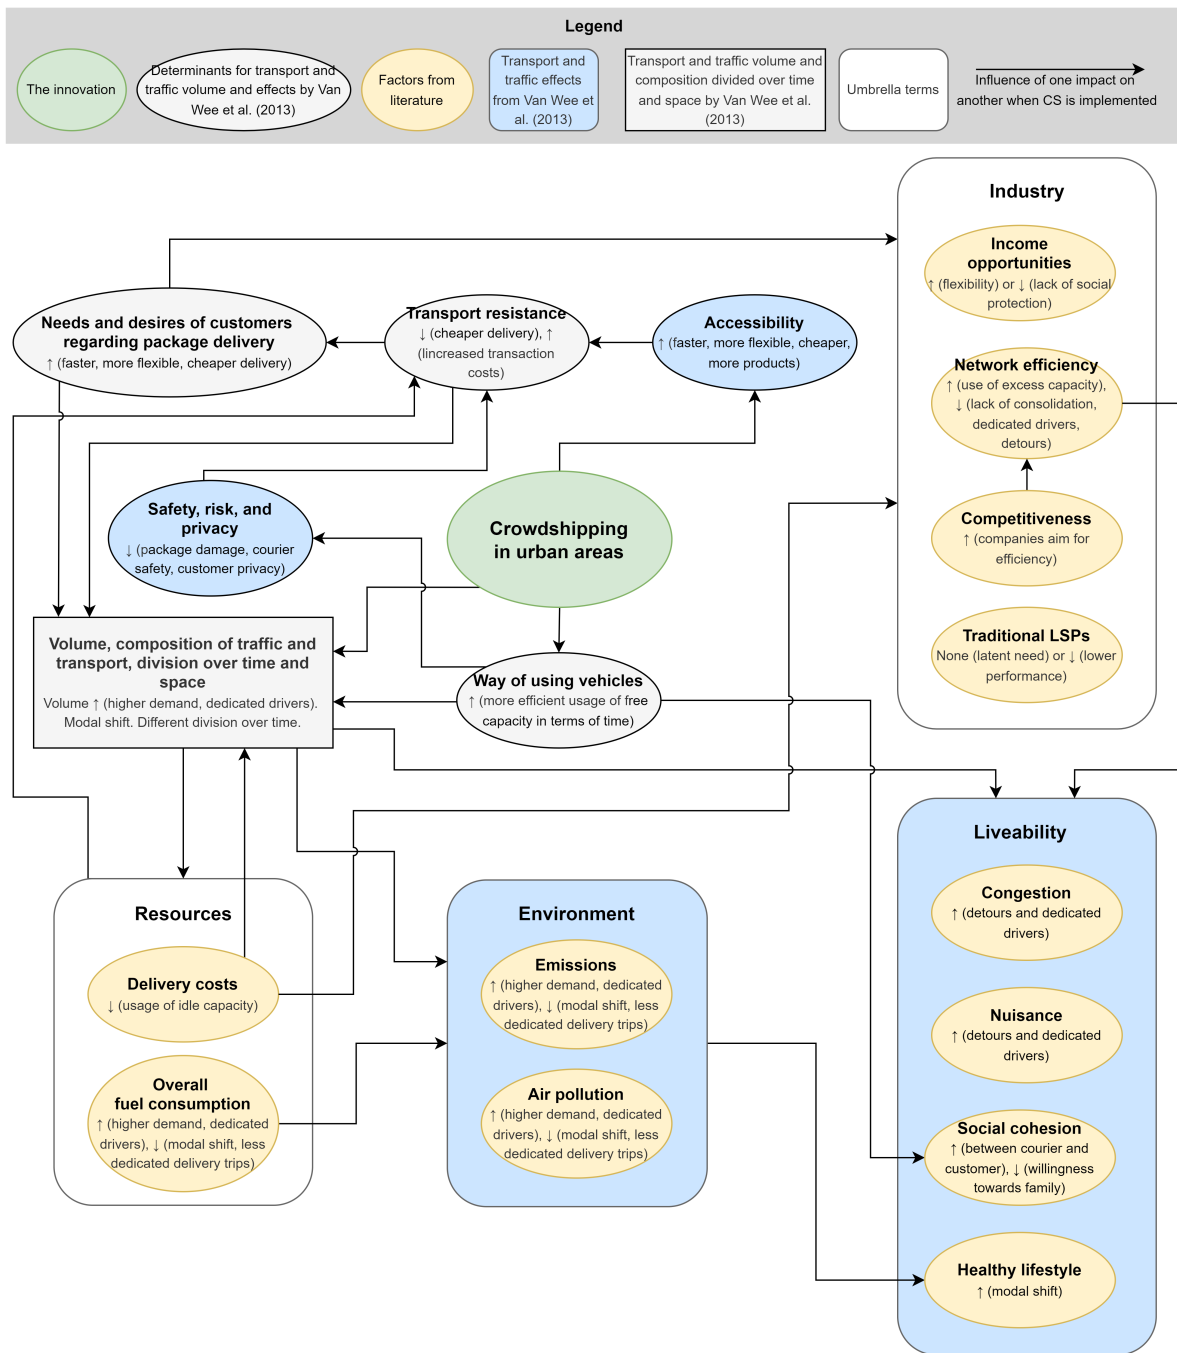 Legend
The innovation
Determinants for transport and
traffic volume and effects by Van
Wee et al. (2013)
Factors from
literature
Transport and
traffic effects
from Van Wee et
al. (2013)
Transport and traffic volume and
composition divided over time
and space by Van Wee et al.
(2013)
Umbrella terms
Influence of one impact on
another when CS is implemented
Industry
Income
opportunities
↑ (flexibility) or ↓ (lack of social
protection)
Network efficiency
↑ (use of excess capacity),
↓ (lack of consolidation,
dedicated drivers,
detours)
Competitiveness
↑ (companies aim for
efficiency)
Traditional LSPs
None (latent need) or ↓ (lower
performance)
Needs and desires of customers
regarding package delivery
↑ (faster, more flexible, cheaper delivery)
Transport resistance
↓ (cheaper delivery), ↑
(lincreased transaction
costs)
Accessibility
↑ (faster, more flexible, cheaper,
more products)
Safety, risk, and
privacy
↓ (package damage, courier
safety, customer privacy)
Crowdshipping
in urban areas
Volume, composition of traffic and
transport, division over time and
space
Volume ↑ (higher demand, dedicated drivers).
Modal shift. Different division over time.
Way of using vehicles
↑ (more efficient usage of free
capacity in terms of time)
Resources
Delivery costs
↓ (usage of idle capacity)
Overall
fuel consumption
↑ (higher demand, dedicated
drivers), ↓ (modal shift, less
dedicated delivery trips)
Environment
Emissions
↑ (higher demand, dedicated
drivers), ↓ (modal shift, less
dedicated delivery trips)
Air pollution
↑ (higher demand, dedicated
drivers), ↓ (modal shift, less
dedicated delivery trips)
Liveability
Congestion
↑ (detours and dedicated
drivers)
Nuisance
↑ (detours and dedicated
drivers)
Social cohesion
↑ (between courier and
customer), ↓ (willingness
towards family)
Healthy lifestyle
↑ (modal shift)